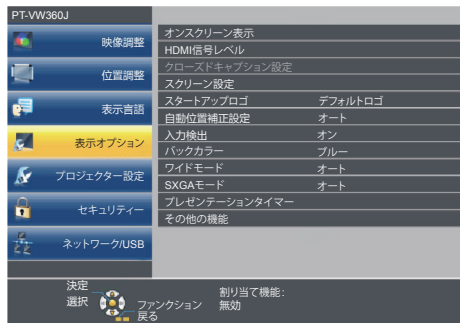 PT-VW360J
映像調整
位置調整
表示言語
表示オプション
プロジェクター設定
セキュリティー
ネットワーク/USB
オンスクリーン表示
HDMI信号レベル
クローズドキャプション設定
スクリーン設定
スタートアップロゴ デフォルトロゴ
自動位置補正設定 オート
入力検出 オン
バックカラー ブルー
ワイドモード オート
SXGAモード オート
プレゼンテーションタイマー
その他の機能
決定
選択
ファンクション
戻る
割り当て機能:
無効